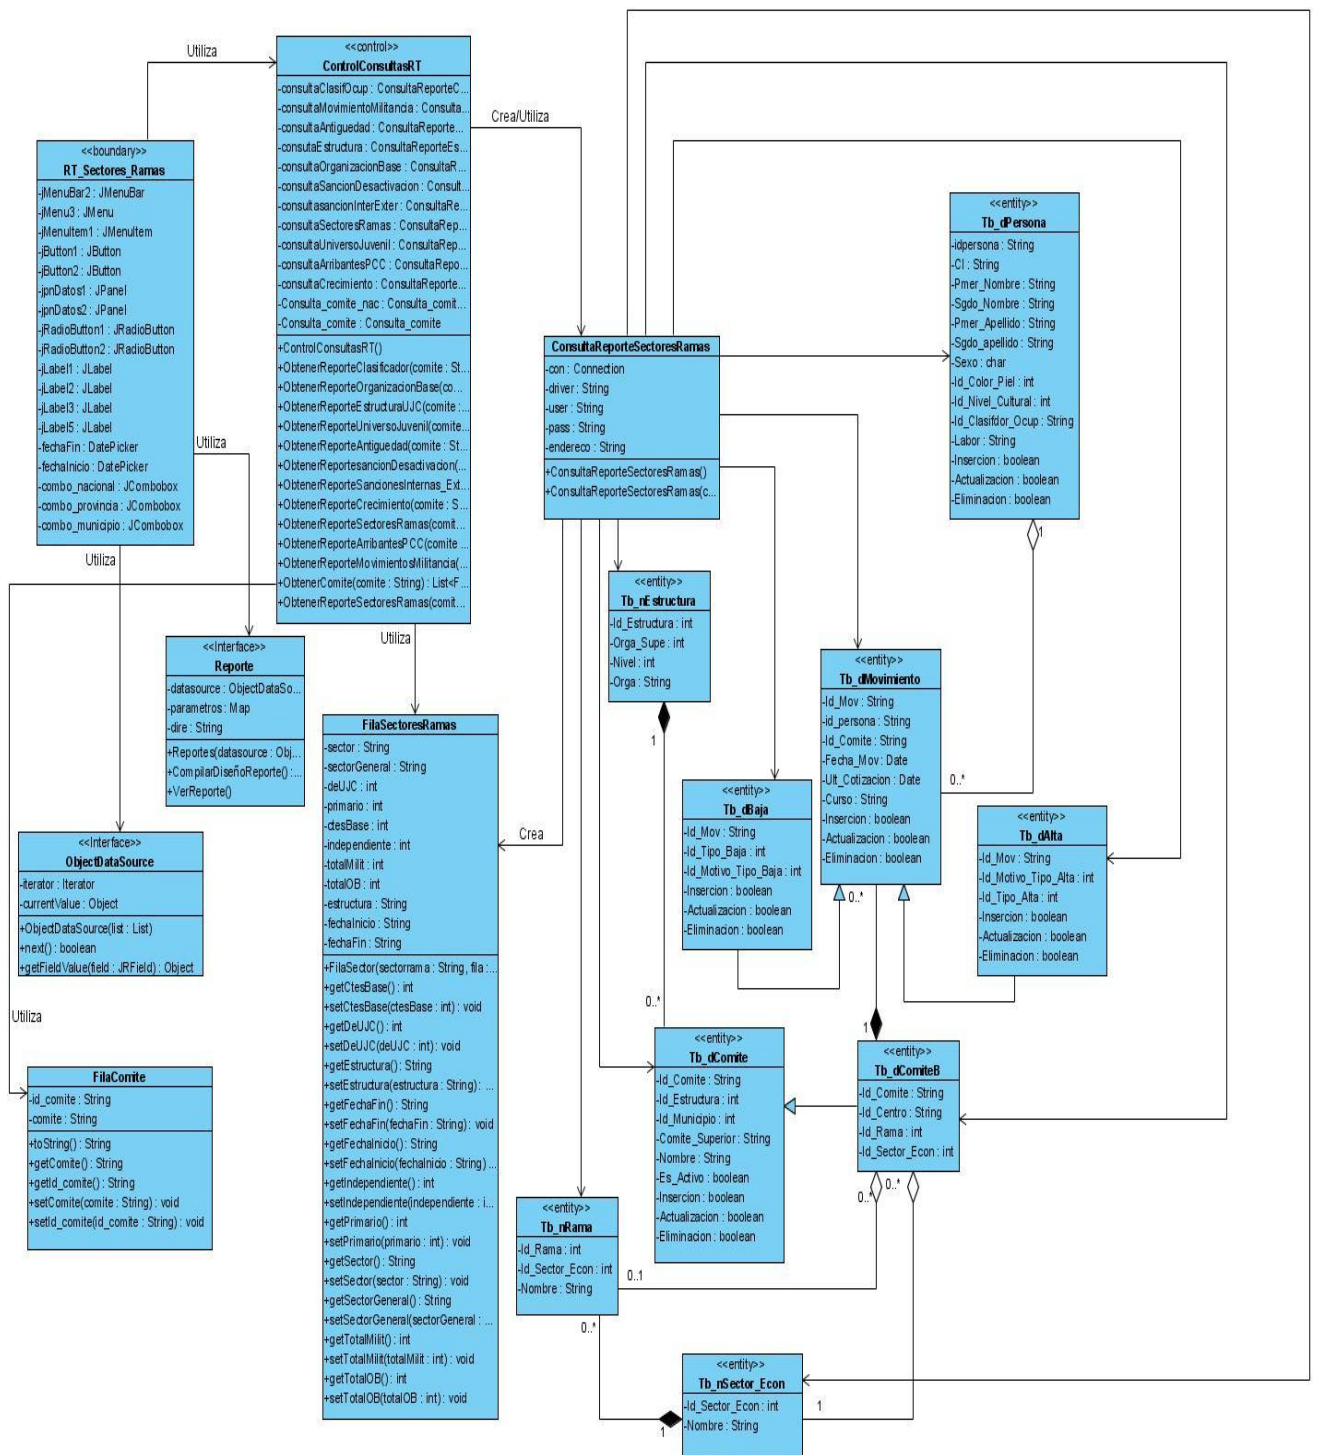 Utiliza
<<control>>
ControlConsultasRT
-consultaClasifOcup : ConsultaReporteC...
-consultaMovimientoMilitancia : Consulta...
-consultaAntiguedad : ConsultaReporte...
-consutaEstructura : ConsultaReporteEs...
-consultaOrganizacionBase : ConsultaR...
-consultaSancionDesactivacion : Consult...
-consultasancionInterExter : ConsultaRe...
-consultaSectoresRamas : ConsultaRep...
-consultaUniversoJuvenil : ConsultaRep...
-consultaArribantesPCC : ConsultaRepo...
-consultaCrecimiento : ConsultaReporte...
-Consulta_comite_nac : Consulta_comit...
-Consulta_comite : Consulta_comite
+ControlConsultasRT()
+ObtenerReporteClasificador(comite : St...
+ObtenerReporteOrganizacionBase(co...
+ObtenerReporteEstructuraUJC(comite :...
+ObtenerReporteUniversoJuvenil(comite...
+ObtenerReporteAntiguedad(comite : St...
+ObtenerReportesancionDesactivacion(...
+ObtenerReporteSancionesInternas_Ext...
+ObtenerReporteCrecimiento(comite : S...
+ObtenerReporteSectoresRamas(comit...
+ObtenerReporteArribantesPCC(comite ...
+ObtenerReporteMovimientosMilitancia(...
+ObtenerComite(comite : String) : List<F...
+ObtenerReporteSectoresRamas(comit...
Crea/Utiliza
<<boundary>>
RT_Sectores_Ramas
-jMenuBar2 : JMenuBar
-jMenu3 : JMenu
-jMenuItem1 : JMenuItem
-jButton1 : JButton
-jButton2 : JButton
-jpnDatos1 : JPanel
-jpnDatos2 : JPanel
-jRadioButton1 : JRadioButton
-jRadioButton2 : JRadioButton
-jLabel1 : JLabel
-jLabel2 : JLabel
-jLabel3 : JLabel
-jLabel5 : JLabel
-fechaFin : DatePicker
-fechaInicio : DatePicker
-combo_nacional : JCombobox
-combo_provincia : JCombobox
-combo_municipio : JCombobox
Utiliza
Utiliza
Utiliza
<<entity>>
Tb_dPersona
-idpersona : String
-CI : String
-Pmer_Nombre : String
-Sgdo_Nombre : String
-Pmer_Apellido : String
-Sgdo_apellido : String
-Sexo : char
-Id_Color_Piel : int
-Id_Nivel_Cultural : int
-Id_Clasifdor_Ocup : String
-Labor : String
-Insercion : boolean
-Actualizacion : boolean
-Eliminacion : boolean
1
ConsultaReporteSectoresRamas
-con : Connection
-driver : String
-user : String
-pass : String
-endereco : String
+ConsultaReporteSectoresRamas()
+ConsultaReporteSectoresRamas(c...
<<entity>>
Tb_nEstructura
-Id_Estructura : int
-Orga_Supe : int
-Nivel : int
-Orga : String
1
<<Interface>>
Reporte
-datasource : ObjectDataSo...
-parametros : Map
-dire : String
+Reportes(datasource : Obj...
+CompilarDiseñoReporte() :...
+VerReporte()
<<entity>>
Tb_dMovimiento
-Id_Mov : String
-id_persona : String
-Id_Comite : String
-Fecha_Mov : Date
-Ult_Cotizacion : Date
-Curso : String
-Insercion : boolean
-Actualizacion : boolean
-Eliminacion : boolean
0..*
0..*
FilaSectoresRamas
-sector : String
-sectorGeneral : String
-deUJC : int
-primario : int
-ctesBase : int
-independiente : int
-totalMilit : int
-totalOB : int
-estructura : String
-fechaInicio : String
-fechaFin : String
+FilaSector(sectorrama : String, fila :...
+getCtesBase() : int
+setCtesBase(ctesBase : int) : void
+getDeUJC() : int
+setDeUJC(deUJC : int) : void
+getEstructura() : String
+setEstructura(estructura : String) : ...
+getFechaFin() : String
+setFechaFin(fechaFin : String) : void
+getFechaInicio() : String
+setFechaInicio(fechaInicio : String) ...
+getIndependiente() : int
+setIndependiente(independiente : i...
+getPrimario() : int
+setPrimario(primario : int) : void
+getSector() : String
+setSector(sector : String) : void
+getSectorGeneral() : String
+setSectorGeneral(sectorGeneral : ...
+getTotalMilit() : int
+setTotalMilit(totalMilit : int) : void
+getTotalOB() : int
+setTotalOB(totalOB : int) : void
Crea
<<entity>>
Tb_dBaja
-Id_Mov : String
-Id_Tipo_Baja : int
-Id_Motivo_Tipo_Baja : int
-Insercion : boolean
-Actualizacion : boolean
-Eliminacion : boolean
<<entity>>
Tb_dAlta
-Id_Mov : String
-Id_Motivo_Tipo_Alta : int
-Id_Tipo_Alta : int
-Insercion : boolean
-Actualizacion : boolean
-Eliminacion : boolean
<<Interface>>
ObjectDataSource
-iterator : Iterator
-currentValue : Object
+ObjectDataSource(list : List)
+next() : boolean
+getFieldValue(field : JRField) : Object
Utiliza
0..*
1
<<entity>>
Tb_dComite
-Id_Comite : String
-Id_Estructura : int
-Id_Municipio : int
-Comite_Superior : String
-Nombre : String
-Es_Activo : boolean
-Insercion : boolean
-Actualizacion : boolean
-Eliminacion : boolean
<<entity>>
Tb_dComiteB
-Id_Comite : String
-Id_Centro : String
-Id_Rama : int
-Id_Sector_Econ : int
0..*
0..*
FilaComite
-id_comite : String
-comite : String
+toString() : String
+getComite() : String
+getId_comite() : String
+setComite(comite : String) : void
+setId_comite(id_comite : String) : void
<<entity>>
Tb_nRama
-Id_Rama : int
-Id_Sector_Econ : int
-Nombre : String
0..1
0..*
<<entity>>
Tb_nSector_Econ
-Id_Sector_Econ : int
-Nombre : String
1
1